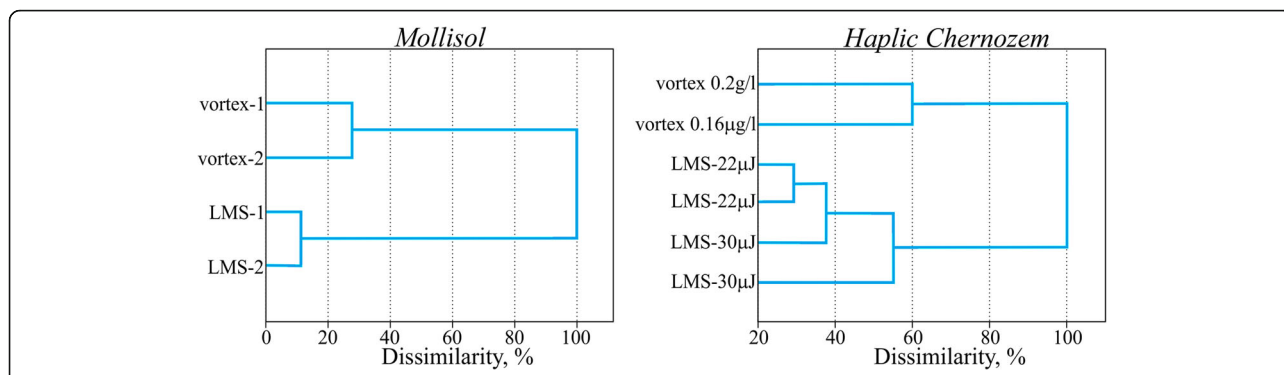 Mollisol
vortex-1
vortex-2
LMS-1
LMS-2
0 20 40 60 80 100
Dissimilarity, %
Haplic Chernozem
vortex 0.2g/l
vortex 0.16µg/l
LMS-22µJ
LMS-22µJ
LMS-30µJ
LMS-30µJ
20 40 60 80 100
Dissimilarity, %